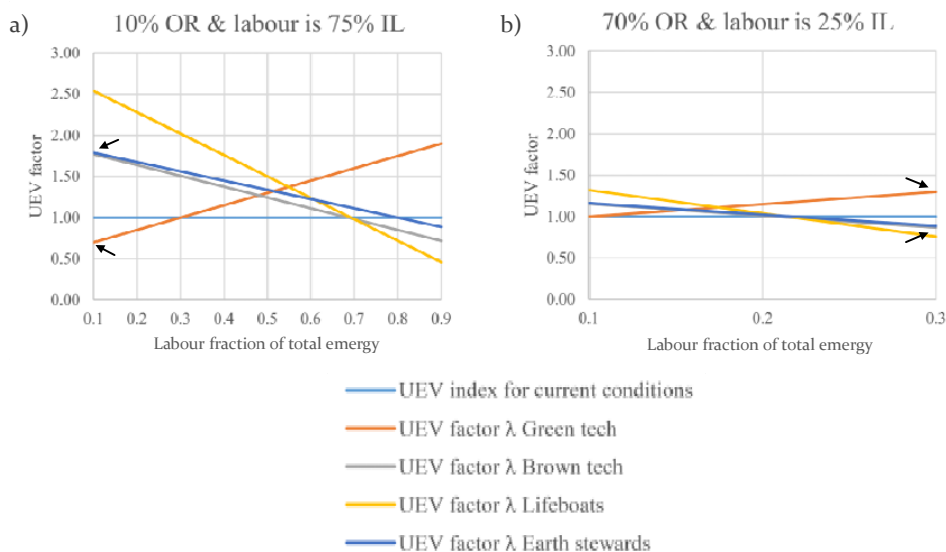 a)
10% OR & labour is 75% IL
3.00
2.50
2.00
1.50
1.00
0.50
0.00
UEV factor
0.1 0.2 0.3 0.4 0.5 0.6 0.7 0.8 0.9
Labour fraction of total emergy
b)
70% OR & labour is 25% IL
3.00
2.50
2.00
1.50
1.00
0.50
0.00
UEV factor
0.1 0.2 0.3
Labour fraction of total emergy
UEV index for current conditions
UEV factor λ Green tech
UEV factor λ Brown tech
UEV factor λ Lifeboats
UEV factor λ Earth stewards